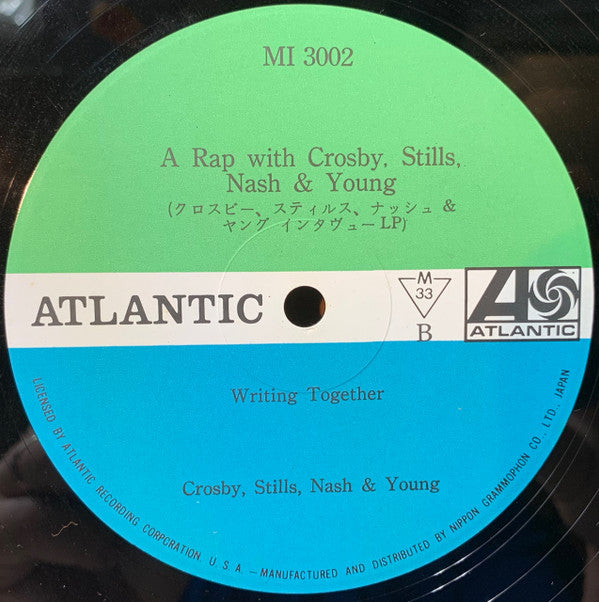 MI 3002
A Rap with Crosby, Stills,
Nash & Young
(クロスビー、スティルス、ナッシュ &
ヤング インタヴューLP)
ATLANTIC
M
33
B
ATLANTIC
Writing Together
Crosby, Stills, Nash & Young
LICENSED BY ATLANTIC RECORDING CORPORATION U. S. A. — MANUFACTURED AND DISTRIBUTED BY NIPPON GRAMMOPHON CO., LTD., JAPAN